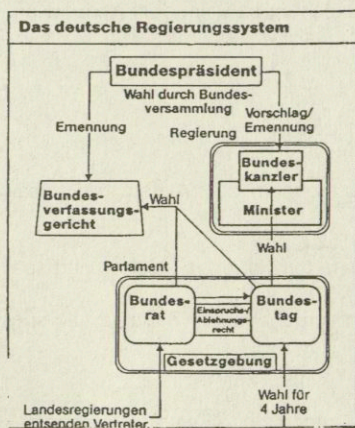 Das deutsche Regierungssystem
Bundespräsident
Wahl durch Bundes-
versammlung
Ernennung
Vorschlag/
Ernennung
Regierung
Bundes-
kanzler
Minister
Bundes-
verfassungs-
gericht
Wahl
Wahl
Parlament
Bundes-
rat
Einspruchs-/
Ablehnungs-
recht
Bundes-
tag
Gesetzgebung
Landesregierungen
entsenden Vertreter
Wahl für
4 Jahre